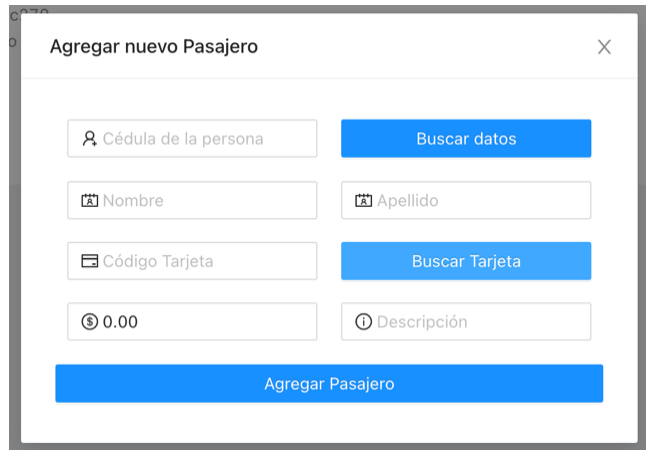 Agregar nuevo Pasajero
Cédula de la persona
Buscar datos
Nombre
Apellido
Código Tarjeta
Buscar Tarjeta
0.00
Descripción
Agregar Pasajero